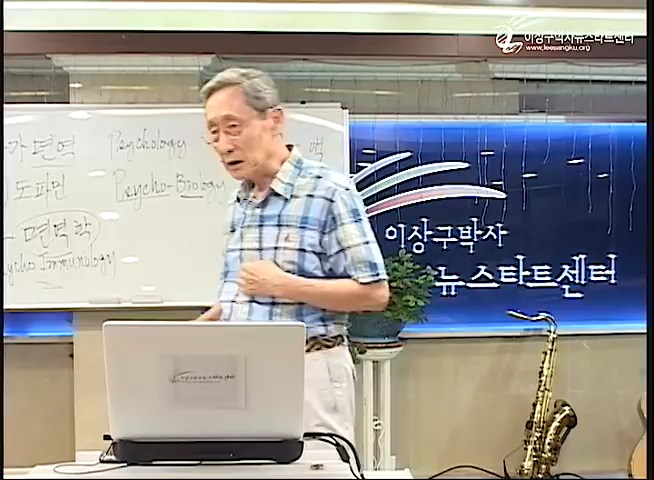 이상구박사뉴스타트센터
www.leesangku.org
가 면역 Psychology
도파민 Psycho-Biology
면역학
ycho Immunology
이상구박사
뉴스타트센터